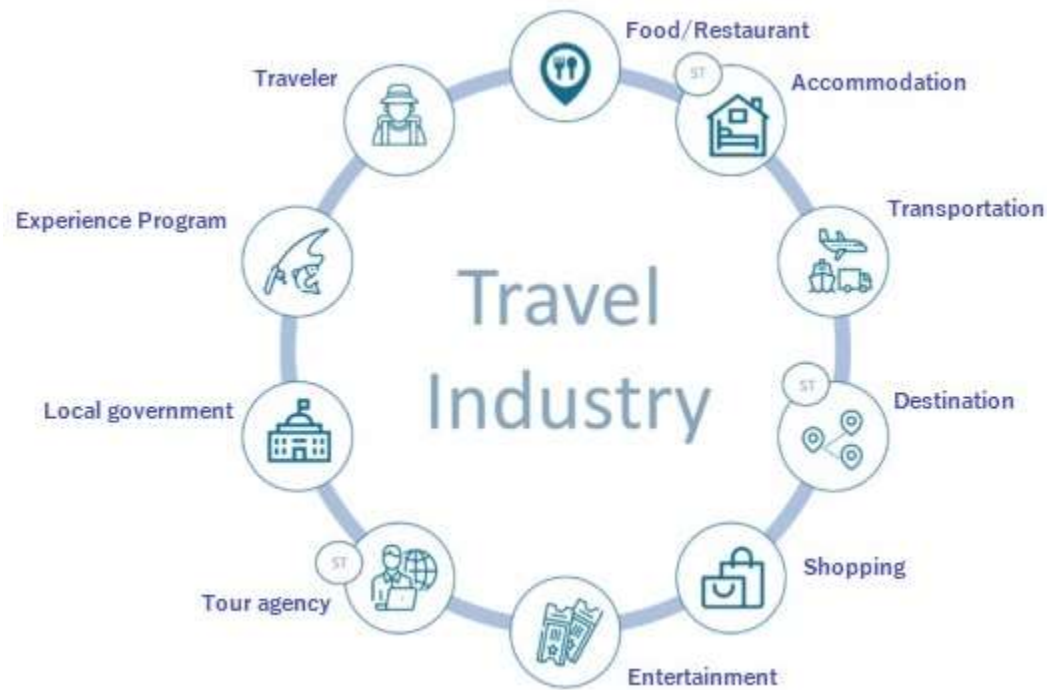 Food/Restaurant
ST
Accommodation
Traveler
Transportation
Experience Program
Travel
Industry
ST
Destination
Local government
Shopping
ST
Tour agency
Entertainment